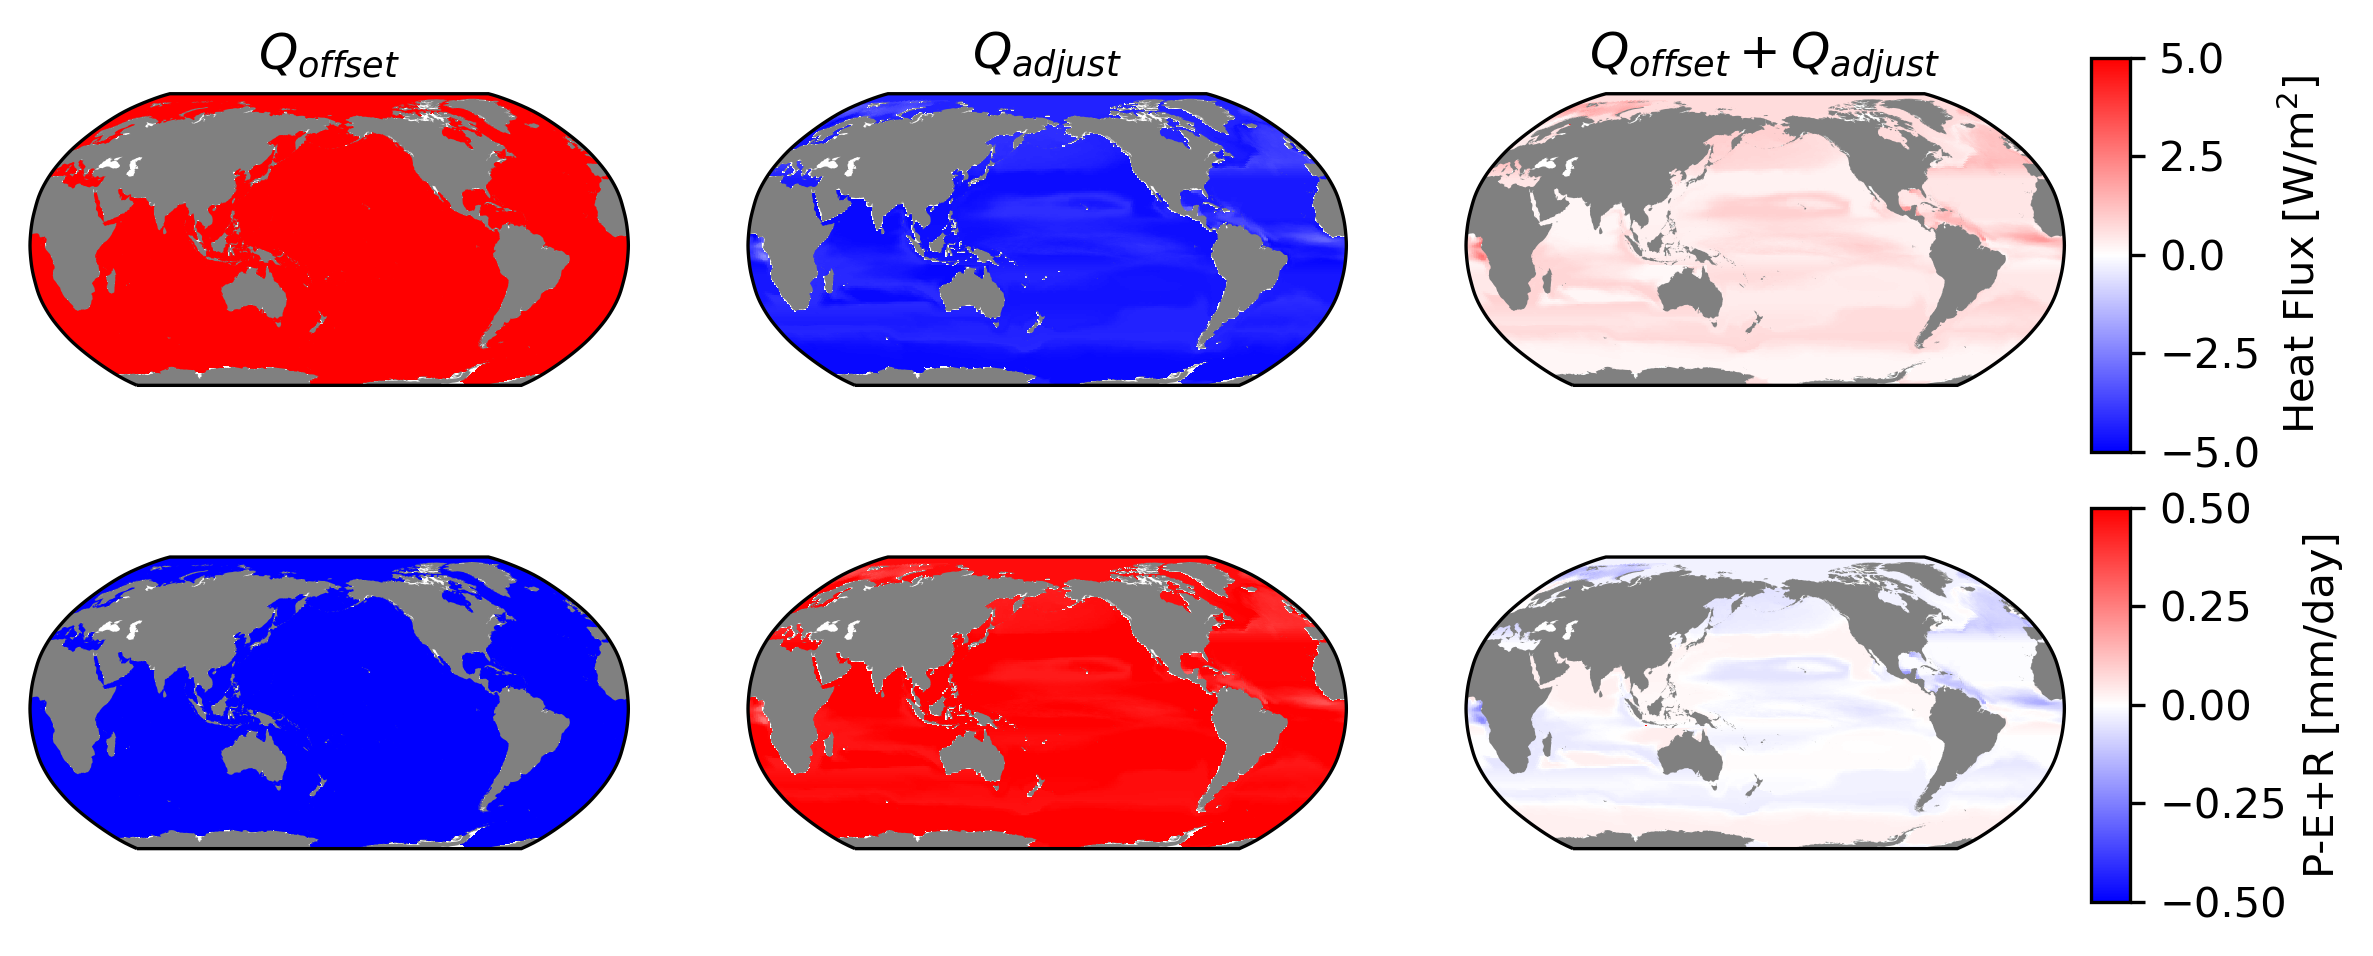 Q_offset
Q_adjust
Q_offset + Q_adjust
5.0
2.5
0.0
−2.5
−5.0
Heat Flux [W/m²]
0.50
0.25
0.00
−0.25
−0.50
P-E+R [mm/day]